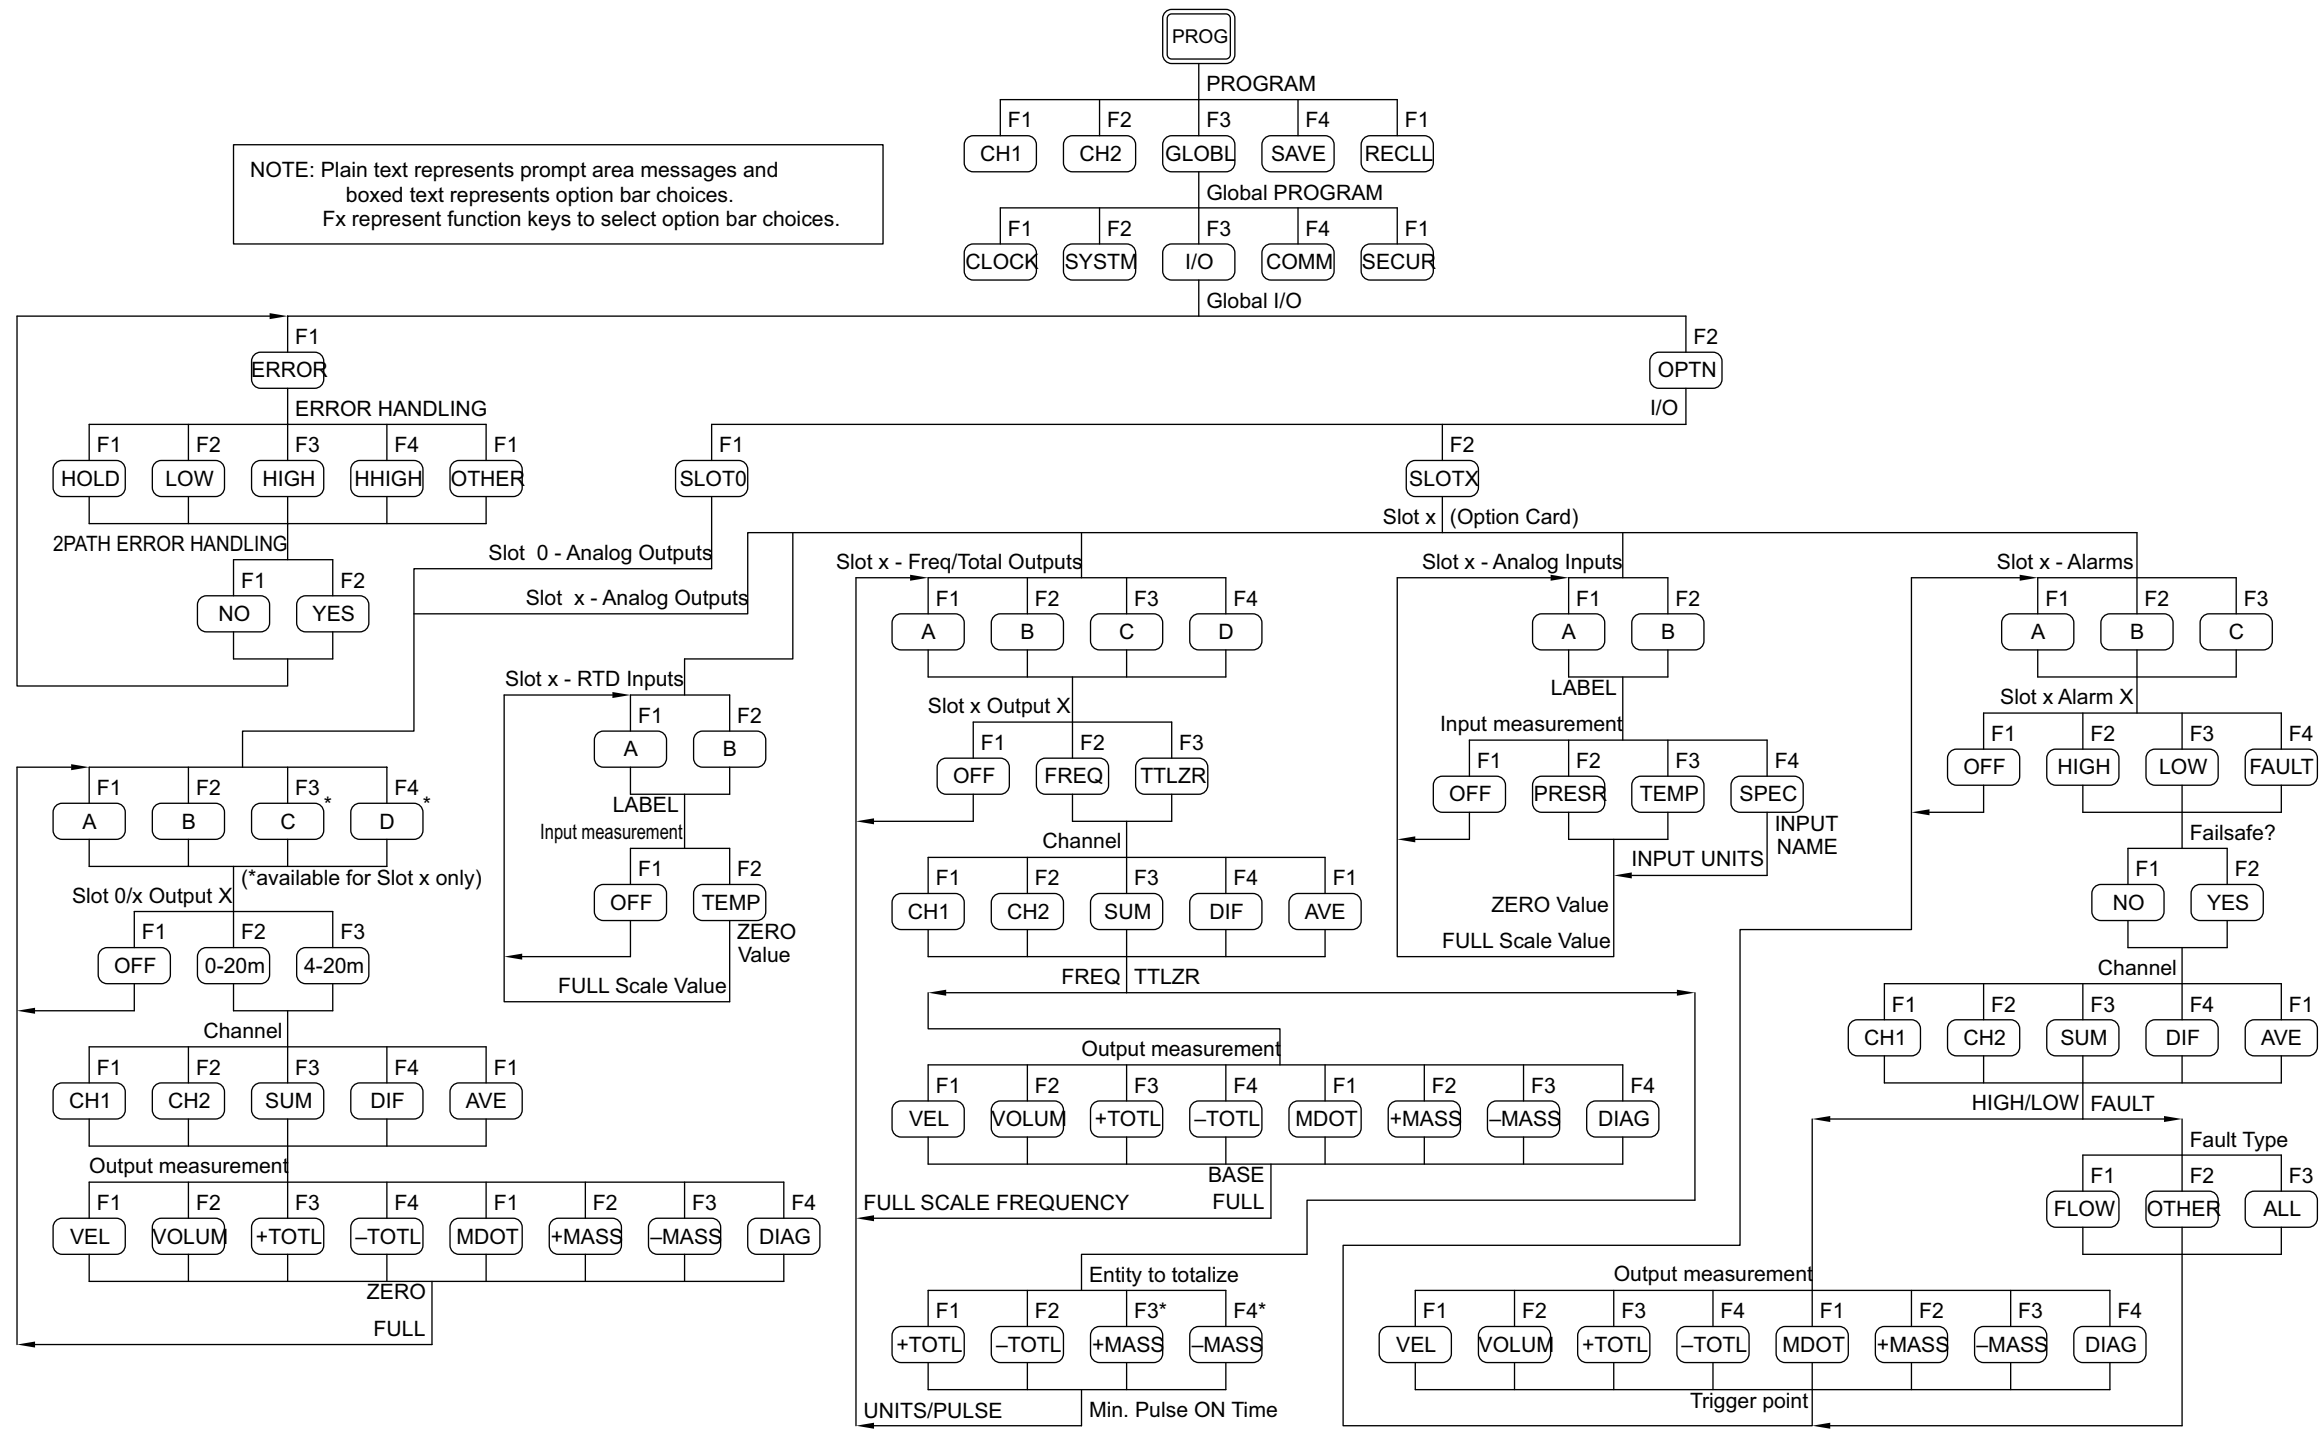 PROG
PROGRAM
F1 F2 F3 F4 F1
CH1 CH2 GLOBL SAVE RECLL
NOTE: Plain text represents prompt area messages and
boxed text represents option bar choices.
Fx represent function keys to select option bar choices.
Global PROGRAM
F1 F2 F3 F4 F1
CLOCK SYSTM I/O COMM SECUR
Global I/O
F1
ERROR
ERROR HANDLING
F1 F2 F3 F4 F1
HOLD LOW HIGH HHIGH OTHER
2PATH ERROR HANDLING
F1 F2
NO YES
F2
OPTN
I/O
F1
SLOT0
F2
SLOTX
Slot x (Option Card)
Slot 0 - Analog Outputs
Slot x - Analog Outputs
F1 F2 F3* F4*
A B C D
(*available for Slot x only)
Slot 0/x Output X
F1 F2 F3
OFF 0-20m 4-20m
Channel
F1 F2 F3 F4 F1
CH1 CH2 SUM DIF AVE
Output measurement
F1 F2 F3 F4 F1 F2 F3 F4
VEL VOLUM +TOTL –TOTL MDOT +MASS –MASS DIAG
ZERO
FULL
Slot x - RTD Inputs
F1 F2
A B
LABEL
Input measurement
F1 F2
OFF TEMP
ZERO
Value
FULL Scale Value
Slot x - Freq/Total Outputs
F1 F2 F3 F4
A B C D
Slot x Output X
F1 F2 F3
OFF FREQ TTLZR
Channel
F1 F2 F3 F4 F1
CH1 CH2 SUM DIF AVE
FREQ TTLZR
Output measurement
F1 F2 F3 F4 F1 F2 F3 F4
VEL VOLUM +TOTL –TOTL MDOT +MASS –MASS DIAG
BASE
FULL SCALE FREQUENCY FULL
Entity to totalize
F1 F2 F3* F4*
+TOTL –TOTL +MASS –MASS
UNITS/PULSE Min. Pulse ON Time
Slot x - Analog Inputs
F1 F2
A B
LABEL
Input measurement
F1 F2 F3 F4
OFF PRESR TEMP SPEC
INPUT
NAME
INPUT UNITS
ZERO Value
FULL Scale Value
Slot x - Alarms
F1 F2 F3
A B C
Slot x Alarm X
F1 F2 F3 F4
OFF HIGH LOW FAULT
Failsafe?
F1 F2
NO YES
Channel
F1 F2 F3 F4 F1
CH1 CH2 SUM DIF AVE
HIGH/LOW FAULT
Fault Type
F1 F2 F3
FLOW OTHER ALL
Output measurement
F1 F2 F3 F4 F1 F2 F3 F4
VEL VOLUM +TOTL –TOTL MDOT +MASS –MASS DIAG
Trigger point